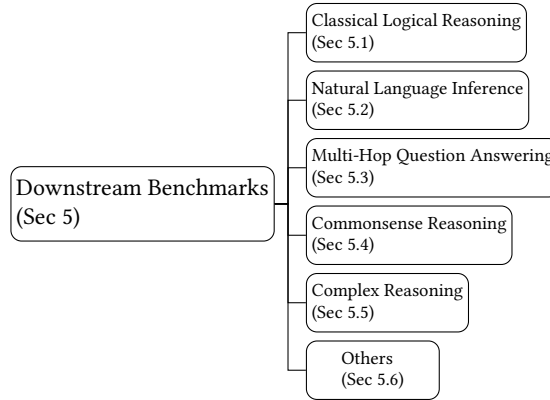 Classical Logical Reasoning
(Sec 5.1)
Natural Language Inference
(Sec 5.2)
Multi-Hop Question Answering
(Sec 5.3)
Downstream Benchmarks
(Sec 5)
Commonsense Reasoning
(Sec 5.4)
Complex Reasoning
(Sec 5.5)
Others
(Sec 5.6)